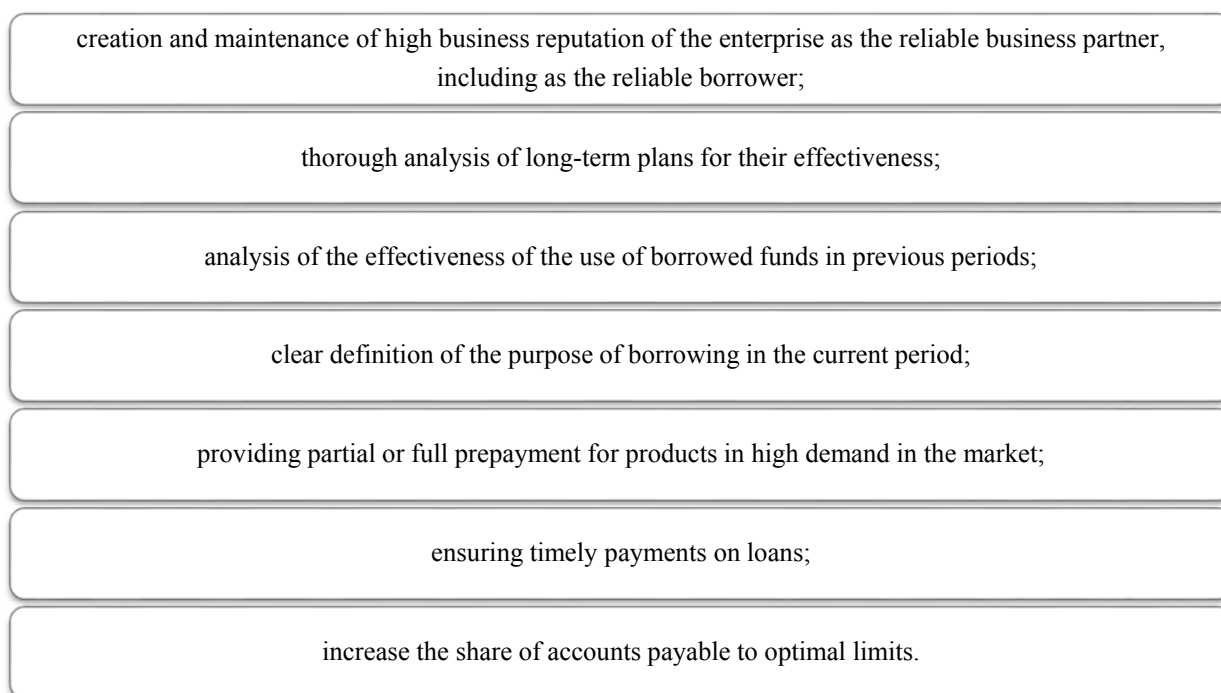 creation and maintenance of high business reputation of the enterprise as the reliable business partner,
including as the reliable borrower;
thorough analysis of long-term plans for their effectiveness;
analysis of the effectiveness of the use of borrowed funds in previous periods;
clear definition of the purpose of borrowing in the current period;
providing partial or full prepayment for products in high demand in the market;
ensuring timely payments on loans;
increase the share of accounts payable to optimal limits.